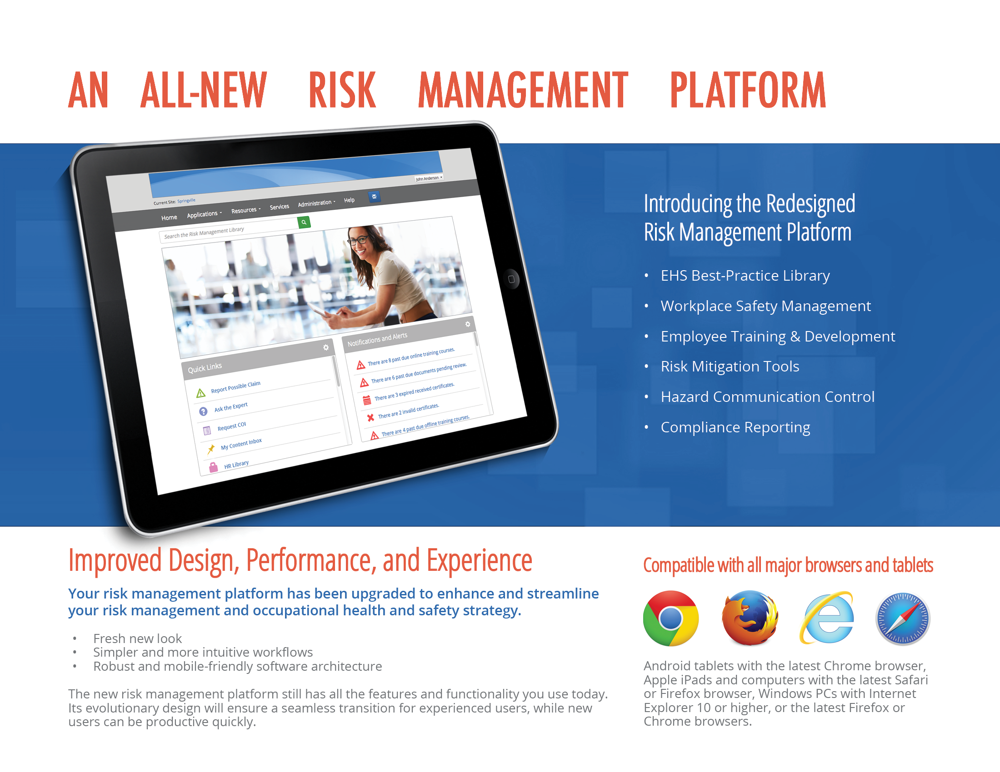 AN ALL-NEW RISK MANAGEMENT PLATFORM
John Anderson
Current Site: Springville
Home Applications Resources Services Administration Help
Search the Risk Management Library
Quick Links
Report Possible Claim
Ask the Expert
Request COI
My Content Inbox
HR Library
Notifications and Alerts
There are 8 past due online training courses.
There are 6 past due documents pending review.
There are 3 expired received certificates.
There are 2 invalid certificates.
There are 4 past due offline training courses.
Introducing the Redesigned
Risk Management Platform
• EHS Best-Practice Library
• Workplace Safety Management
• Employee Training & Development
• Risk Mitigation Tools
• Hazard Communication Control
• Compliance Reporting
Improved Design, Performance, and Experience
Your risk management platform has been upgraded to enhance and streamline
your risk management and occupational health and safety strategy.
• Fresh new look
• Simpler and more intuitive workflows
• Robust and mobile-friendly software architecture
The new risk management platform still has all the features and functionality you use today.
Its evolutionary design will ensure a seamless transition for experienced users, while new
users can be productive quickly.
Compatible with all major browsers and tablets
Android tablets with the latest Chrome browser,
Apple iPads and computers with the latest Safari
or Firefox browser, Windows PCs with Internet
Explorer 10 or higher, or the latest Firefox or
Chrome browsers.